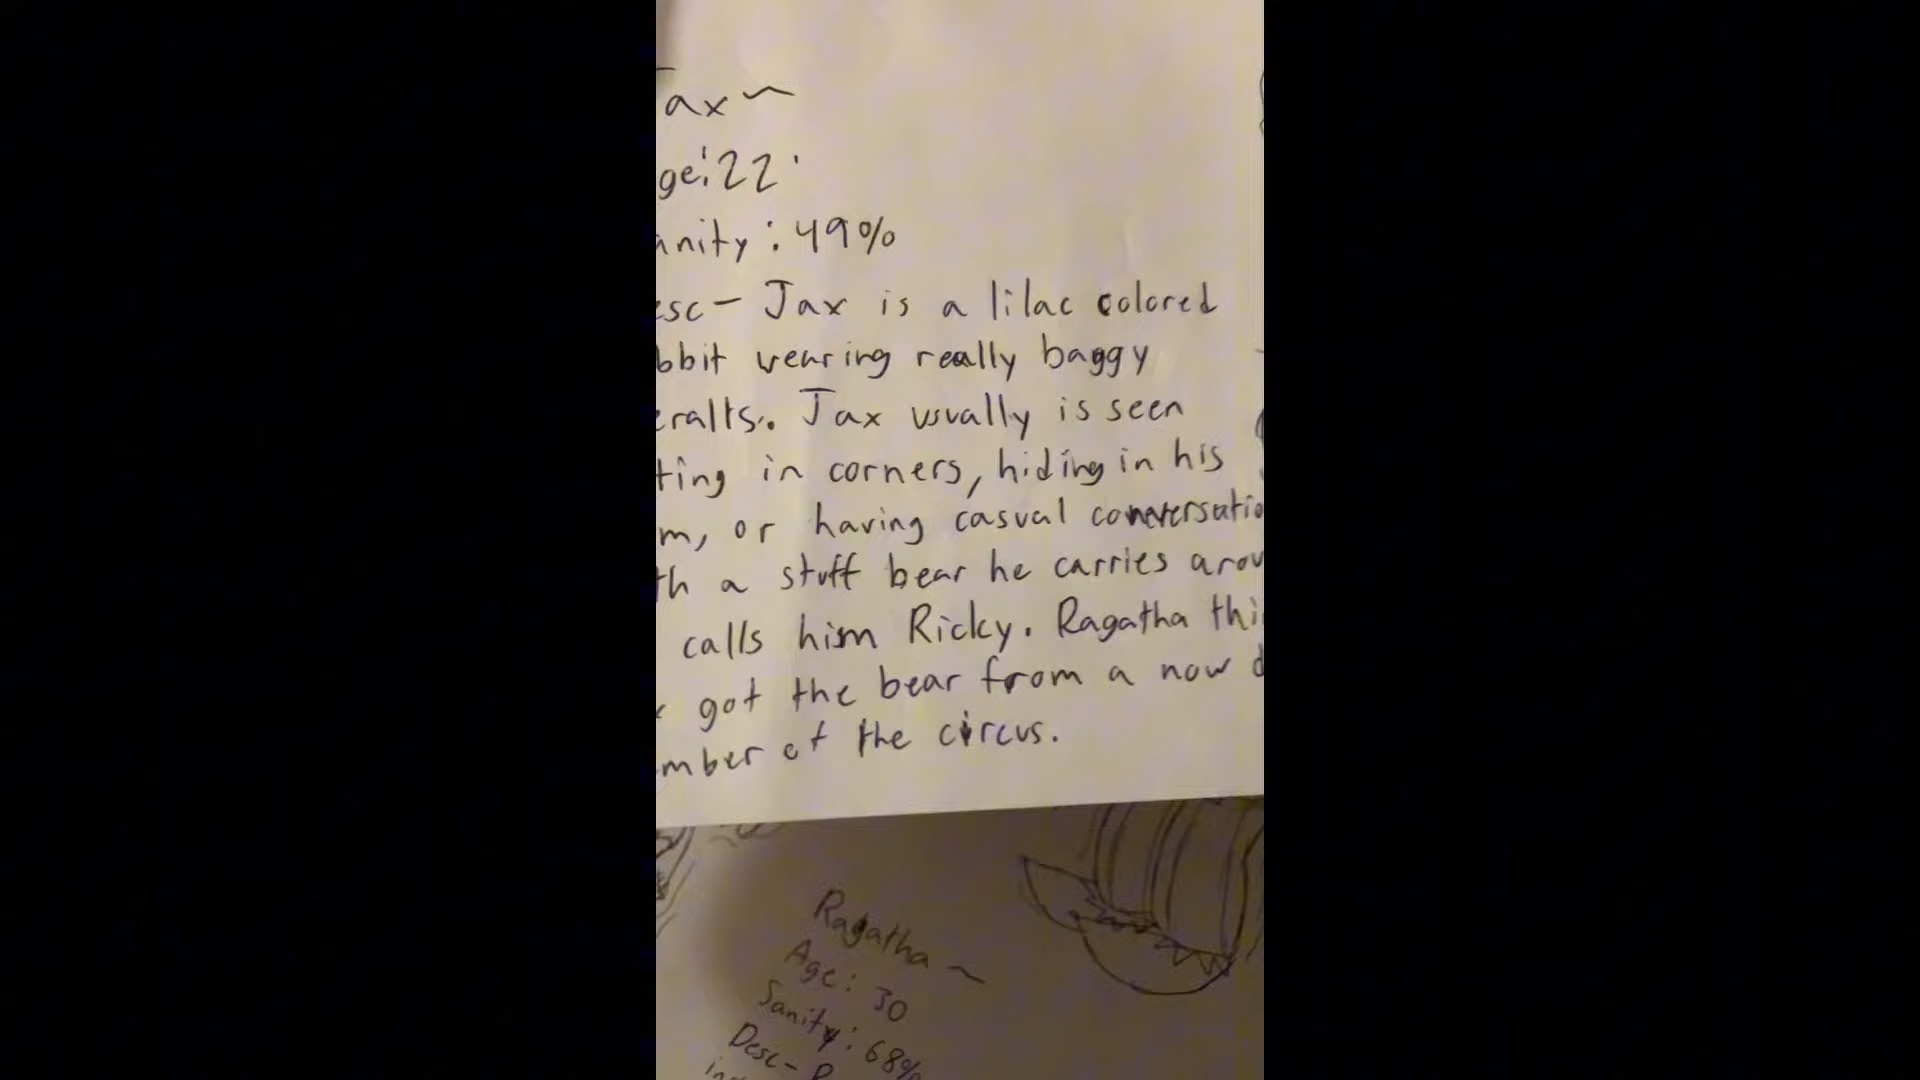 Jax~
ge: 22
anity: 49%
esc- Jax is a lilac colored
bbit wearing really baggy
eralls. Jax usually is seen
ting in corners, hiding in his
m, or having casual conversatio
th a stuff bear he carries arou
calls him Ricky. Ragatha thi
got the bear from a now d
mber of the circus.
Ragatha ~
Age: 30
Sanity: 68%
Desc-